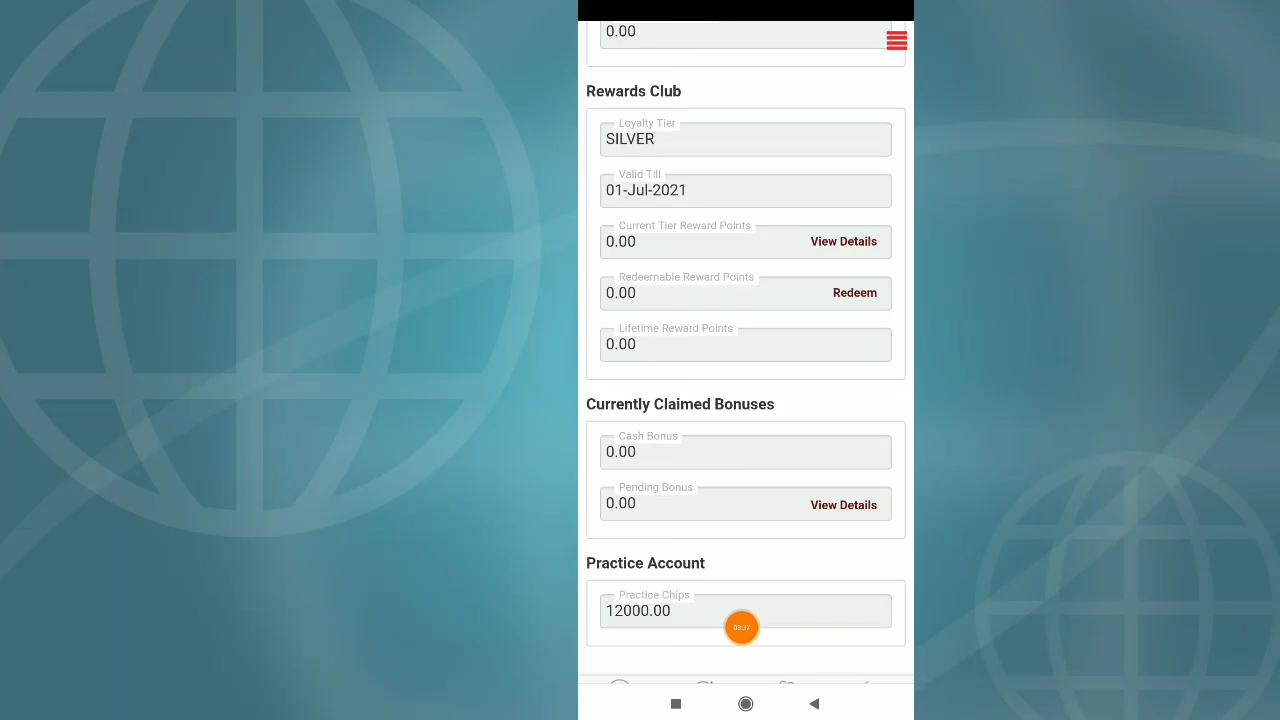 0.00
Rewards Club
Loyalty Tier
SILVER
Valid Till
01-Jul-2021
Current Tier Reward Points
0.00 View Details
Redeemable Reward Points
0.00 Redeem
Lifetime Reward Points
0.00
Currently Claimed Bonuses
Cash Bonus
0.00
Pending Bonus
0.00 View Details
Practice Account
Practice Chips
12000.00
03:37